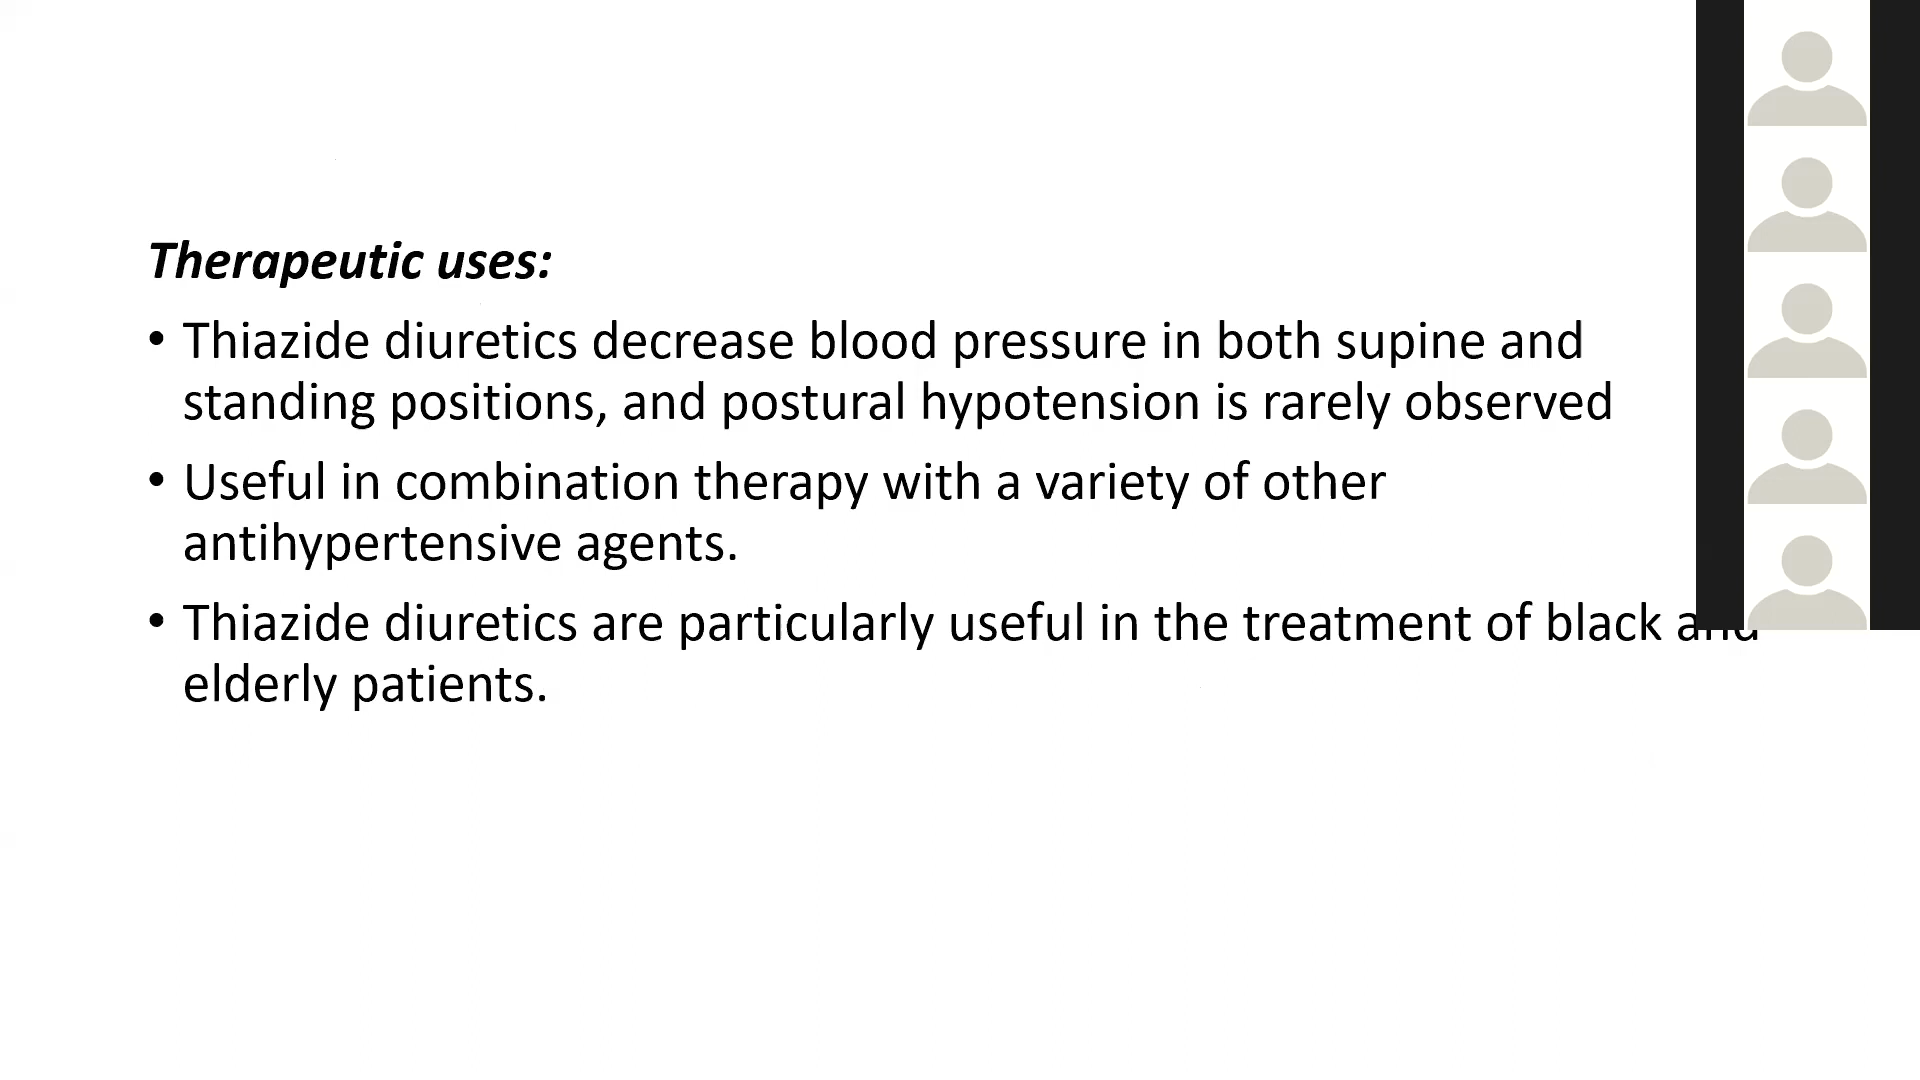 Therapeutic uses:
• Thiazide diuretics decrease blood pressure in both supine and
standing positions, and postural hypotension is rarely observed
• Useful in combination therapy with a variety of other
antihypertensive agents.
• Thiazide diuretics are particularly useful in the treatment of black and
elderly patients.